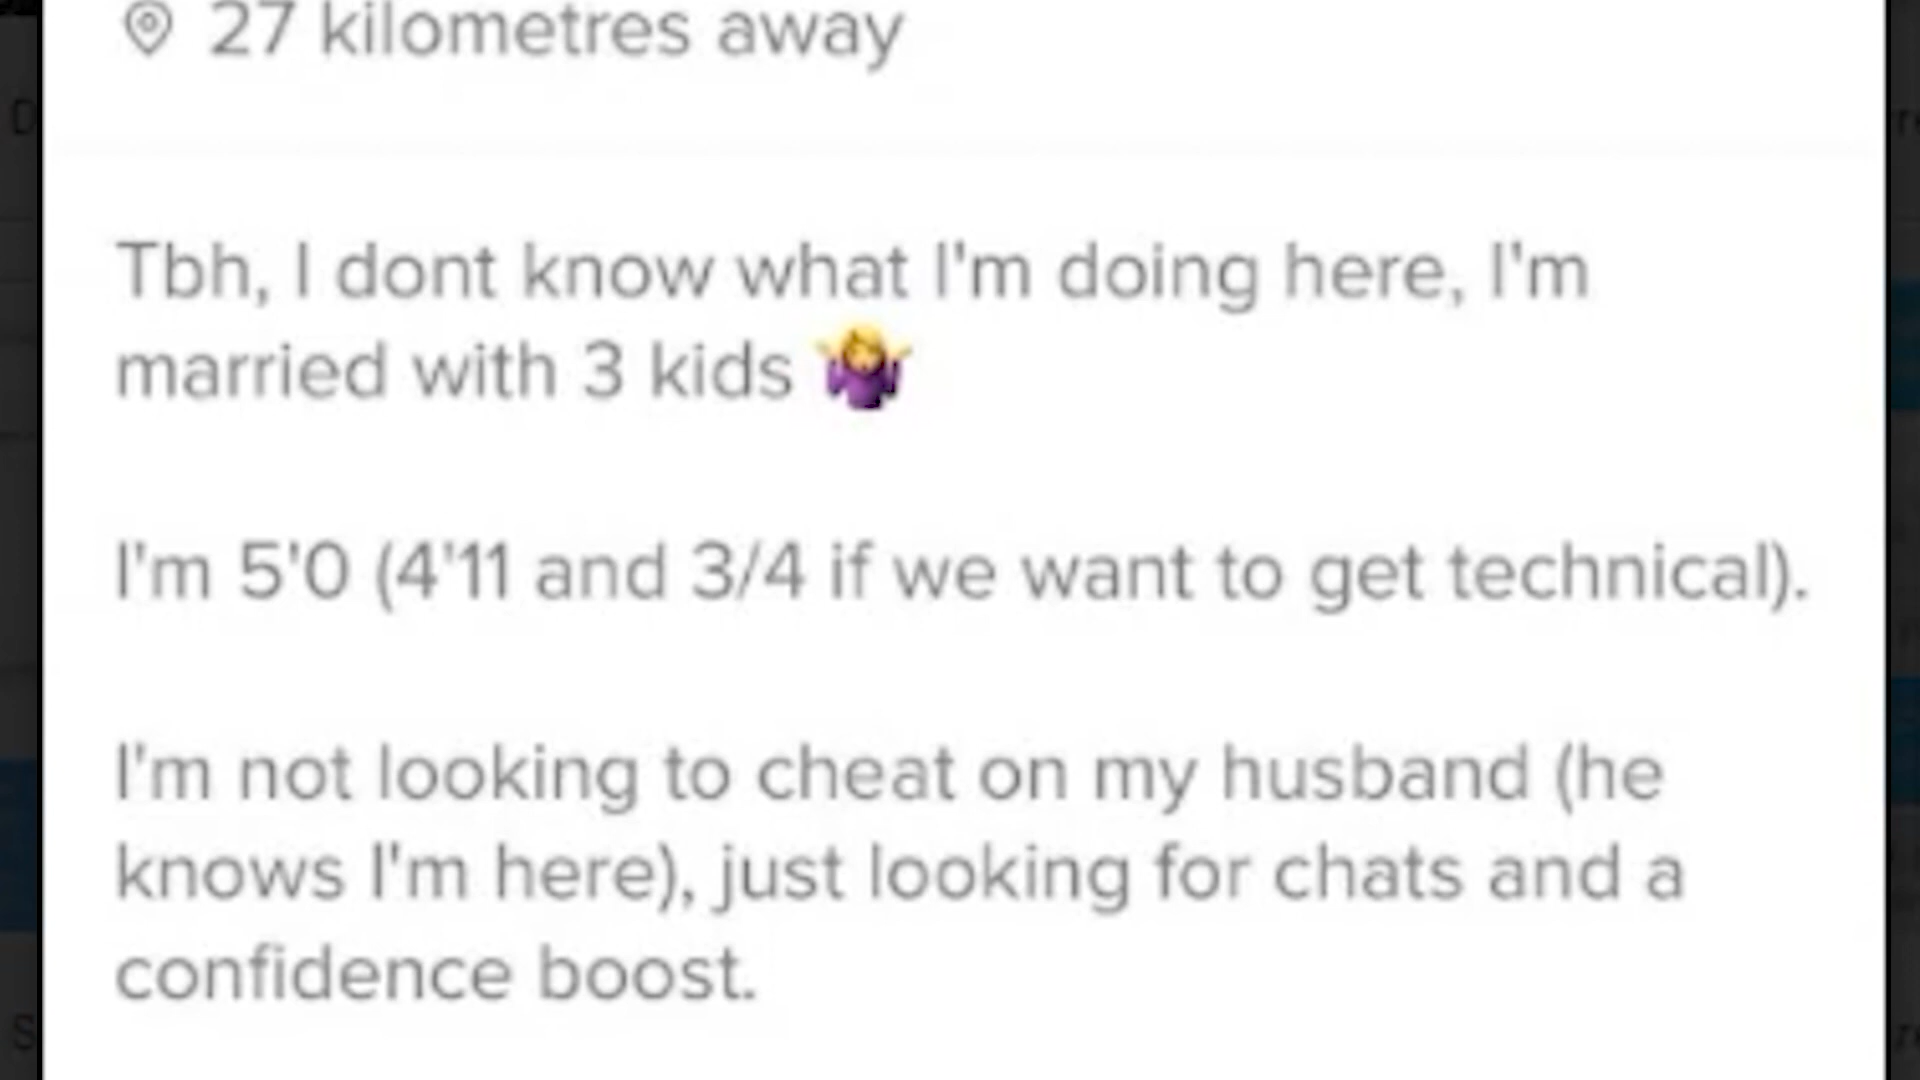 27 kilometres away
Tbh, I dont know what I'm doing here, I'm
married with 3 kids 🤷‍♀️
I'm 5'0 (4'11 and 3/4 if we want to get technical).
I'm not looking to cheat on my husband (he
knows I'm here), just looking for chats and a
confidence boost.